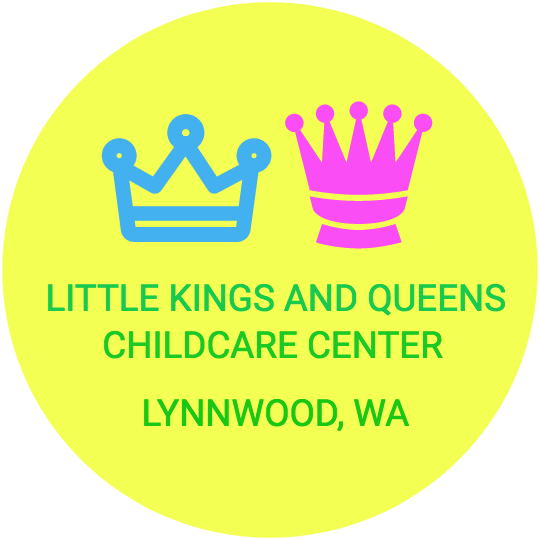 LITTLE KINGS AND QUEENS
CHILDCARE CENTER
LYNNWOOD, WA